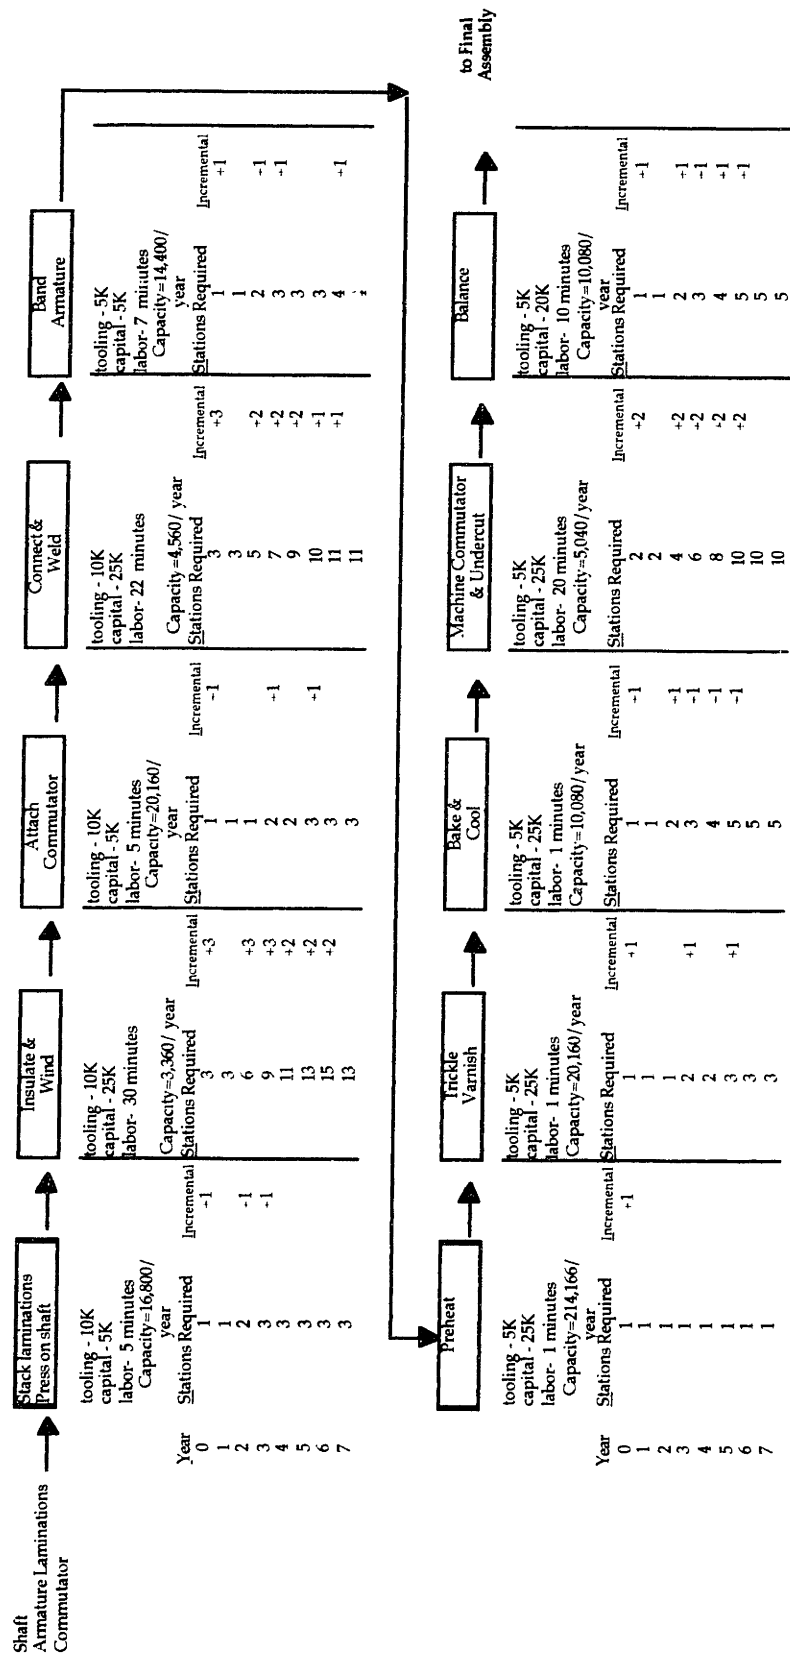 Shaft
Armature Laminations
Commutator
Stack laminations
Press on shaft
tooling - 10K
capital - 5K
labor- 5 minutes
Capacity=16,800/
year
Year Stations Required Incremental
0 1 -1
1 1
2 2 -1
3 3 +1
4 3
5 3
6 3
7 3
Insulate &
Wind
tooling - 10K
capital - 25K
labor- 30 minutes
Capacity=3,360/ year
Stations Required Incremental
3 +3
3
6 +3
9 +3
11 +2
13 +2
15 +2
13
Attach
Commutator
tooling - 10K
capital - 5K
labor- 5 minutes
Capacity=20,160/
year
Stations Required Incremental
1 -1
1
1
2 +1
2
3 +1
3
3
Connect &
Weld
tooling - 10K
capital - 25K
labor- 22 minutes
Capacity=4,560/ year
Stations Required Incremental
3 +3
3
5 +2
7 +2
9 +2
10 +1
11 +1
11
Band
Armature
tooling - 5K
capital - 5K
labor- 7 minutes
Capacity=14,400/
year
Stations Required Incremental
1 +1
1
2 +1
3 +1
3
3
4 +1
Preheat
tooling - 5K
capital - 25K
labor- 1 minutes
Capacity=214,166/
year
Year Stations Required Incremental
0 1 +1
1 1
2 1
3 1
4 1
5 1
6 1
7 1
Trickle
Varnish
tooling - 5K
capital - 25K
labor- 1 minutes
Capacity=20,160/year
Stations Required Incremental
1 +1
1
1
2 +1
2
3 +1
3
3
Bake &
Cool
tooling - 5K
capital - 25K
labor- 1 minutes
Capacity=10,080/year
Stations Required Incremental
1 +1
1
2 +1
3 -1
4 -1
5 -1
5
5
Machine Commutator
& Undercut
tooling - 5K
capital - 25K
labor- 20 minutes
Capacity=5,040/year
Stations Required Incremental
2 +2
2
4 +2
6 +2
8 +2
10 +2
10
10
Balance
tooling - 5K
capital - 20K
labor- 10 minutes
Capacity=10,080/
year
Stations Required Incremental
1 +1
1
2 +1
3 +1
4 +1
5 +1
5
5
to Final
Assembly